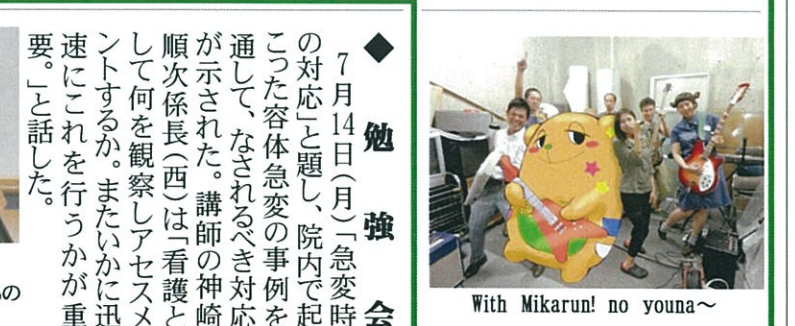 ◆勉強会
7月14日(月)「急変時
の対応」と題し、院内で起
こった容体急変の事例を
通して、なされるべき対応
が示された。講師の神崎
順次係長(西)は「看護と
して何を観察しアセスメ
ントするか。またいかに迅
速にこれを行うかが重
要。」と話した。
の
With Mikarun! no youna～